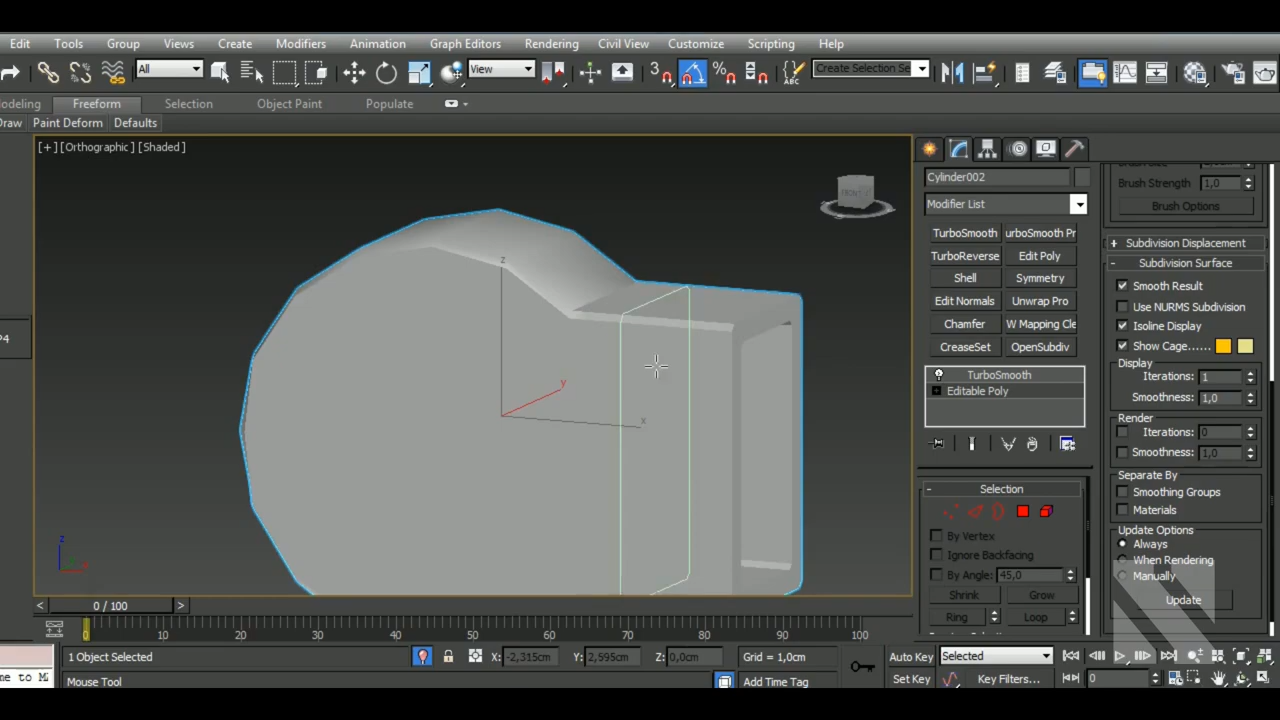 Edit Tools Group Views Create Modifiers Animation Graph Editors Rendering Civil View Customize Scripting Help
All View 3 Create Selection Se
odeling Freeform Selection Object Paint Populate
Draw Paint Deform Defaults
[+] [Orthographic] [Shaded]
FRONT
z
y
x
z
P4
Cylinder002
Modifier List
TurboSmooth urboSmooth Pr
TurboReverse Edit Poly
Shell Symmetry
Edit Normals Unwrap Pro
Chamfer W Mapping Cle
CreaseSet OpenSubdiv
TurboSmooth
Editable Poly
- Selection
By Vertex
Ignore Backfacing
By Angle: 45,0
Shrink Grow
Ring Loop
Brush Strength 1,0
Brush Options
+ Subdivision Displacement
- Subdivision Surface
Smooth Result
Use NURMS Subdivision
Isoline Display
Show Cage......
Display
Iterations: 1
Smoothness: 1,0
Render
Iterations: 0
Smoothness: 1,0
Separate By
Smoothing Groups
Materials
Update Options
Always
When Rendering
Manually
Update
< 0 / 100 >
0 10 20 30 40 50 60 70 80 90 100
1 Object Selected X: -2,315cm Y: 2,595cm Z: 0,0cm Grid = 1,0cm Auto Key Selected
Mouse Tool Add Time Tag Set Key Key Filters... 0